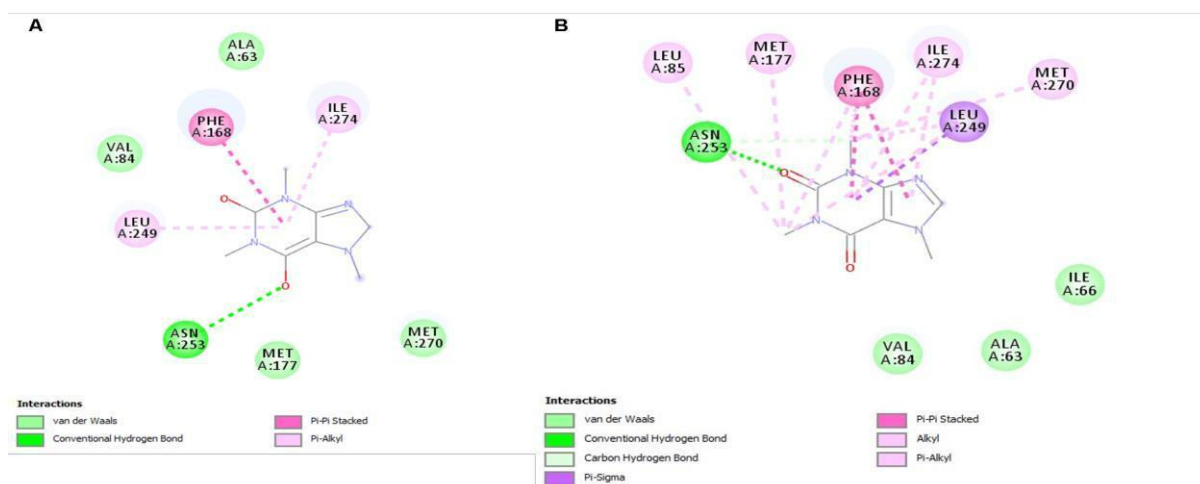 A
ALA
A:63
PHE
A:168
ILE
A:274
VAL
A:84
LEU
A:249
N
N
N
N
O
O
ASN
A:253
MET
A:177
MET
A:270
Interactions
van der Waals
Conventional Hydrogen Bond
Pi-Pi Stacked
Pi-Alkyl
B
LEU
A:85
MET
A:177
PHE
A:168
ILE
A:274
MET
A:270
LEU
A:249
ASN
A:253
O
N
N
N
N
O
ILE
A:66
VAL
A:84
ALA
A:63
Interactions
van der Waals
Conventional Hydrogen Bond
Carbon Hydrogen Bond
Pi-Sigma
Pi-Pi Stacked
Alkyl
Pi-Alkyl